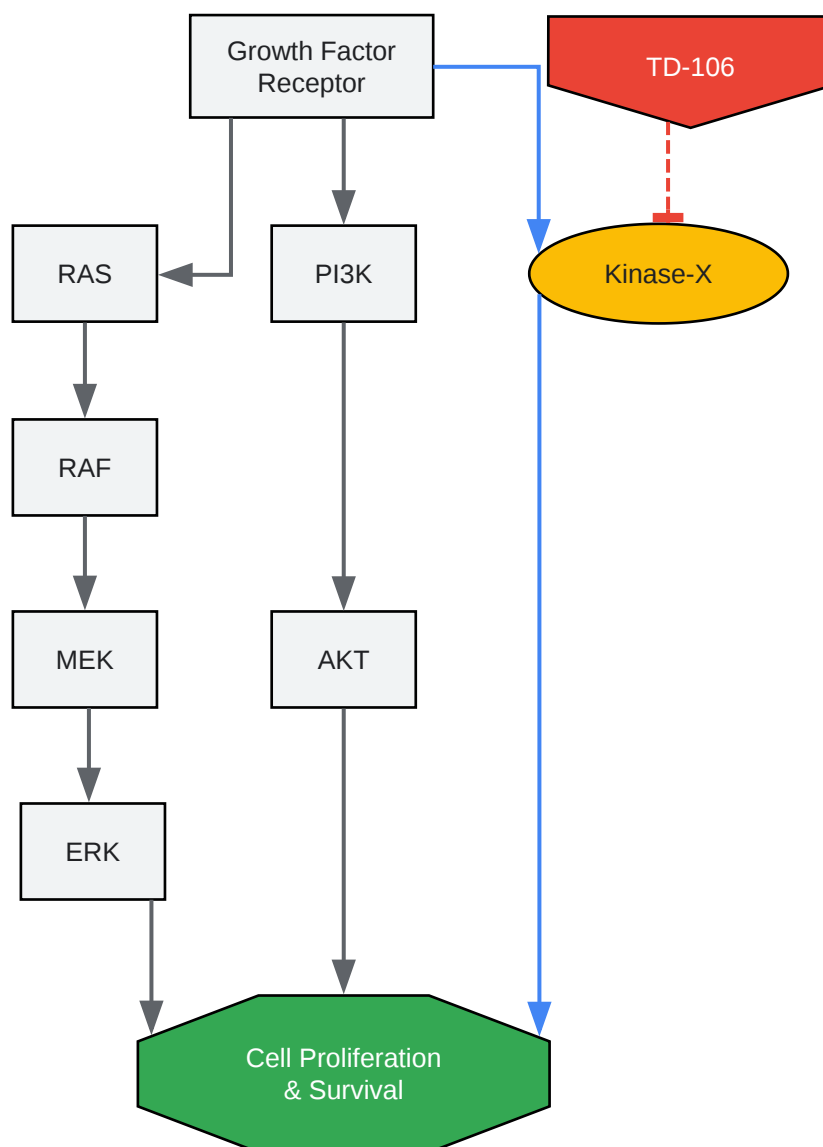 Growth Factor
Receptor
TD-106
RAS
PI3K
Kinase-X
RAF
MEK
AKT
ERK
Cell Proliferation
& Survival